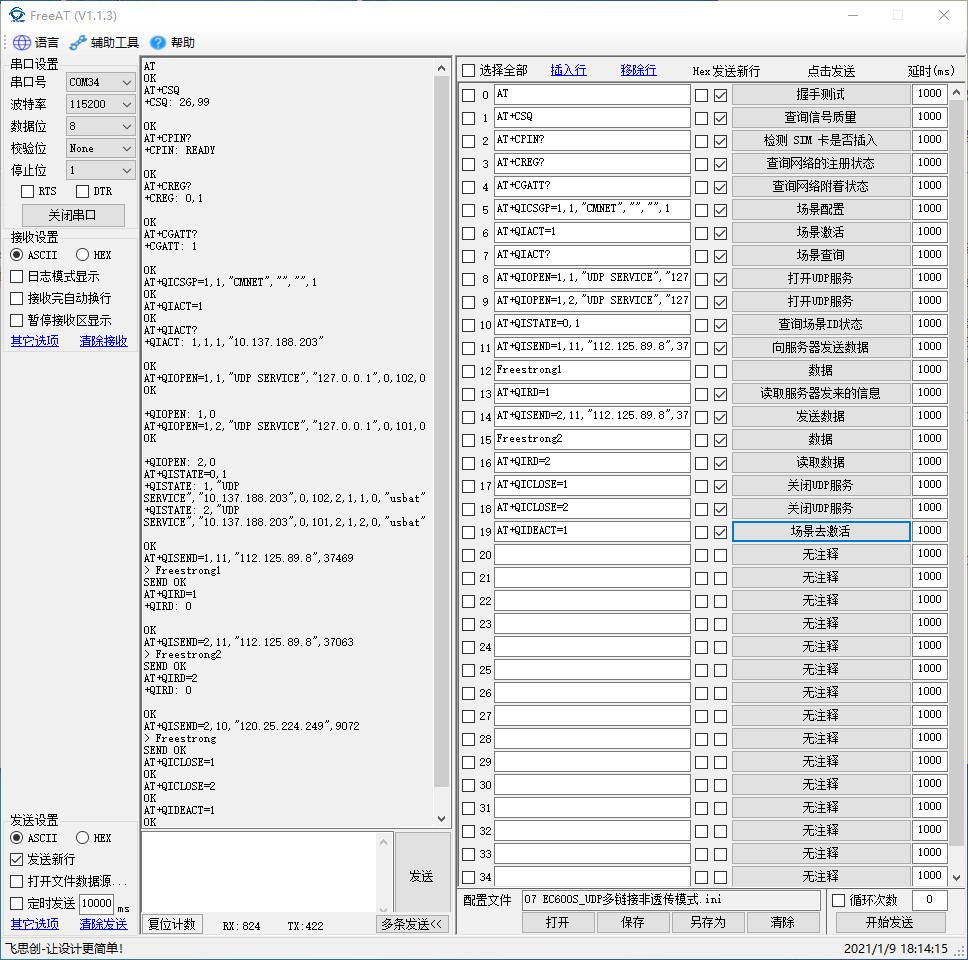 FreeAT (V1.1.3)
语言 辅助工具 帮助
串口设置
串口号 COM34
波特率 115200
数据位 8
校验位 None
停止位 1
RTS DTR
关闭串口
接收设置
ASCII HEX
日志模式显示
接收完自动换行
暂停接收区显示
其它选项 清除接收
发送设置
ASCII HEX
发送新行
打开文件数据源...
定时发送 10000 ms
其它选项 清除发送
AT
OK
AT+CSQ
+CSQ: 26,99
OK
AT+CPIN?
+CPIN: READY
OK
AT+CREG?
+CREG: 0,1
OK
AT+CGATT?
+CGATT: 1
OK
AT+QICSGP=1,1,"CMNET","","",1
OK
AT+QIACT=1
OK
AT+QIACT?
+QIACT: 1,1,1,"10.137.188.203"
OK
AT+QIOPEN=1,1,"UDP SERVICE","127.0.0.1",0,102,0
OK
+QIOPEN: 1,0
AT+QIOPEN=1,2,"UDP SERVICE","127.0.0.1",0,101,0
OK
+QIOPEN: 2,0
AT+QISTATE=0,1
+QISTATE: 1,"UDP
SERVICE","10.137.188.203",0,102,2,1,1,0,"usbat"
+QISTATE: 2,"UDP
SERVICE","10.137.188.203",0,101,2,1,2,0,"usbat"
OK
AT+QISEND=1,11,"112.125.89.8",37469
> Freestrong1
SEND OK
AT+QIRD=1
+QIRD: 0
OK
AT+QISEND=2,11,"112.125.89.8",37063
> Freestrong2
SEND OK
AT+QIRD=2
+QIRD: 0
OK
AT+QISEND=2,10,"120.25.224.249",9072
> Freestrong
SEND OK
AT+QICLOSE=1
OK
AT+QICLOSE=2
OK
AT+QIDEACT=1
OK
发送
复位计数 RX:824 TX:422 多条发送<<
选择全部 插入行 移除行 Hex发送新行 点击发送 延时(ms)
0 AT 握手测试 1000
1 AT+CSQ 查询信号质量 1000
2 AT+CPIN? 检测 SIM 卡是否插入 1000
3 AT+CREG? 查询网络的注册状态 1000
4 AT+CGATT? 查询网络附着状态 1000
5 AT+QICSGP=1,1,"CMNET","","",1 场景配置 1000
6 AT+QIACT=1 场景激活 1000
7 AT+QIACT? 场景查询 1000
8 AT+QIOPEN=1,1,"UDP SERVICE","127 打开UDP服务 1000
9 AT+QIOPEN=1,2,"UDP SERVICE","127 打开UDP服务 1000
10 AT+QISTATE=0,1 查询场景ID状态 1000
11 AT+QISEND=1,11,"112.125.89.8",37 向服务器发送数据 1000
12 Freestrong1 数据 1000
13 AT+QIRD=1 读取服务器发来的信息 1000
14 AT+QISEND=2,11,"112.125.89.8",37 发送数据 1000
15 Freestrong2 数据 1000
16 AT+QIRD=2 读取数据 1000
17 AT+QICLOSE=1 关闭UDP服务 1000
18 AT+QICLOSE=2 关闭UDP服务 1000
19 AT+QIDEACT=1 场景去激活 1000
20 无注释 1000
21 无注释 1000
22 无注释 1000
23 无注释 1000
24 无注释 1000
25 无注释 1000
26 无注释 1000
27 无注释 1000
28 无注释 1000
29 无注释 1000
30 无注释 1000
31 无注释 1000
32 无注释 1000
33 无注释 1000
34 无注释 1000
配置文件 07 EC600S_UDP多链接非透传模式.ini 循环次数 0
打开 保存 另存为 清除 开始发送
飞思创-让设计更简单! 2021/1/9 18:14:15